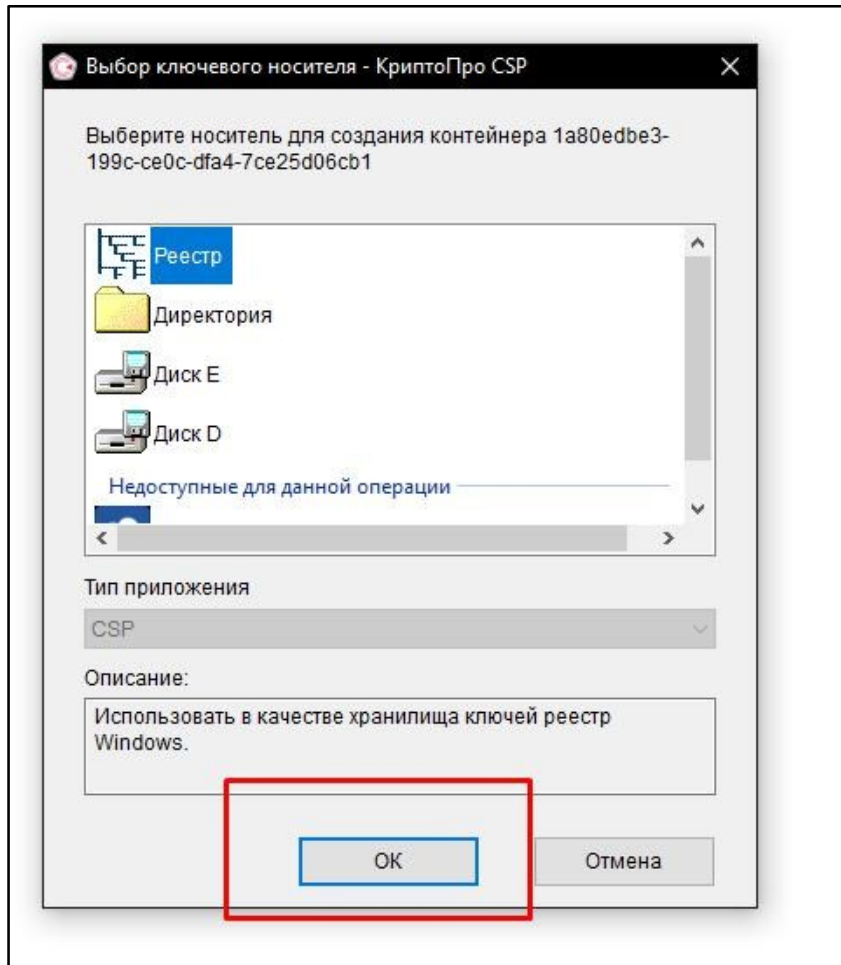 Выбор ключевого носителя - КриптоПро CSP
Выберите носитель для создания контейнера 1a80edbe3-
199c-ce0c-dfa4-7ce25d06cb1
Реестр
Директория
Диск E
Диск D
Недоступные для данной операции
Тип приложения
CSP
Описание:
Использовать в качестве хранилища ключей реестр
Windows.
ОК
Отмена